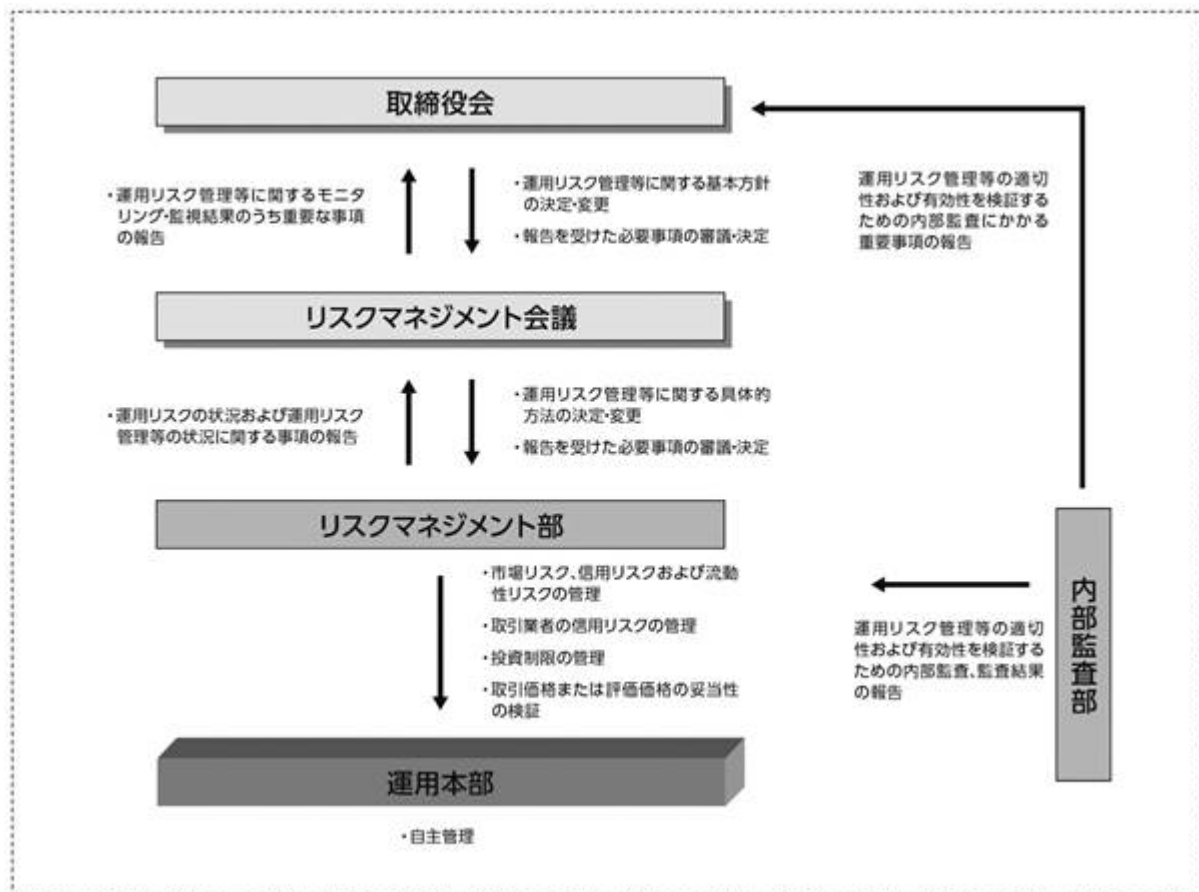 取締役会
・運用リスク管理等に関するモニタ
リング・監視結果のうち重要な事項
の報告
・運用リスク管理等に関する基本方針
の決定・変更
・報告を受けた必要事項の審議・決定
運用リスク管理等の適切
性および有効性を検証する
ための内部監査にかかる
重要事項の報告
リスクマネジメント会議
・運用リスクの状況および運用リスク
管理等の状況に関する事項の報告
・運用リスク管理等に関する具体的
方法の決定・変更
・報告を受けた必要事項の審議・決定
リスクマネジメント部
・市場リスク、信用リスクおよび流動
性リスクの管理
・取引業者の信用リスクの管理
・投資制限の管理
・取引価格または評価価格の妥当性
の検証
運用リスク管理等の適切
性および有効性を検証する
ための内部監査、監査結果
の報告
内部監査部
運用本部
・自主管理